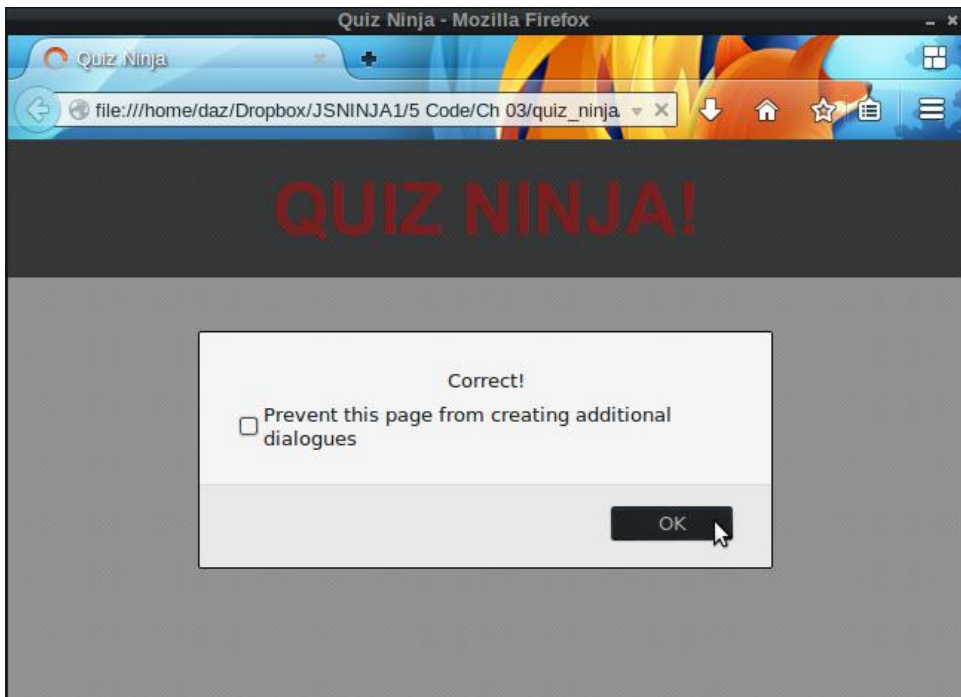 Quiz Ninja - Mozilla Firefox
Quiz Ninja
file:///home/daz/Dropbox/JSNINJA1/5 Code/Ch 03/quiz_ninja.
QUIZ NINJA!
Correct!
Prevent this page from creating additional
dialogues
OK